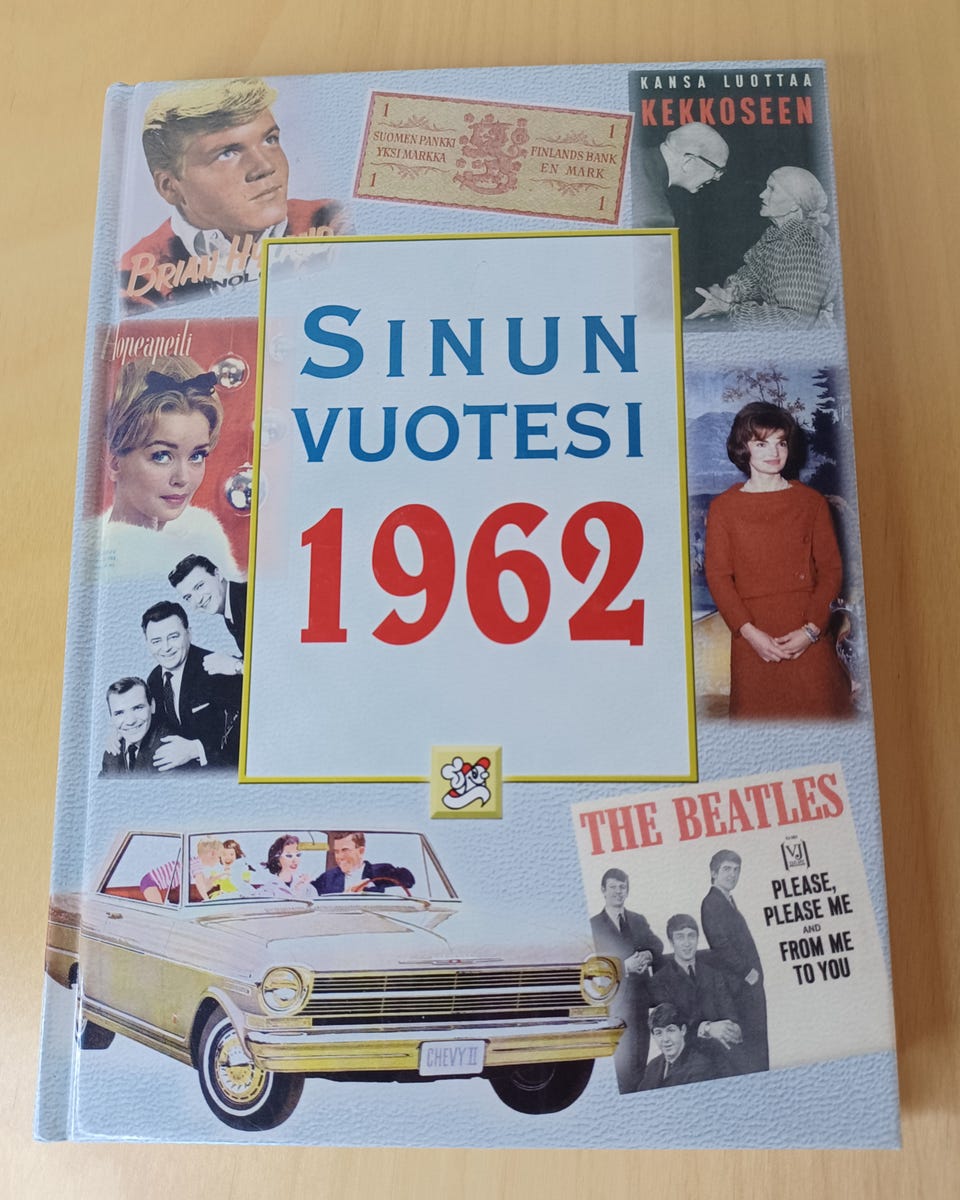 BRIAN
1
1
SUOMEN PANKKI
YKSI MARKKA
FINLANDS BANK
EN MARK
1
1
KANSA LUOTTAA
KEKKOSEEN
Hopeapeili
SINUN
VUOTESI
1962
THE BEATLES
VJ
PLEASE,
PLEASE ME
AND
FROM ME
TO YOU
CHEVY II